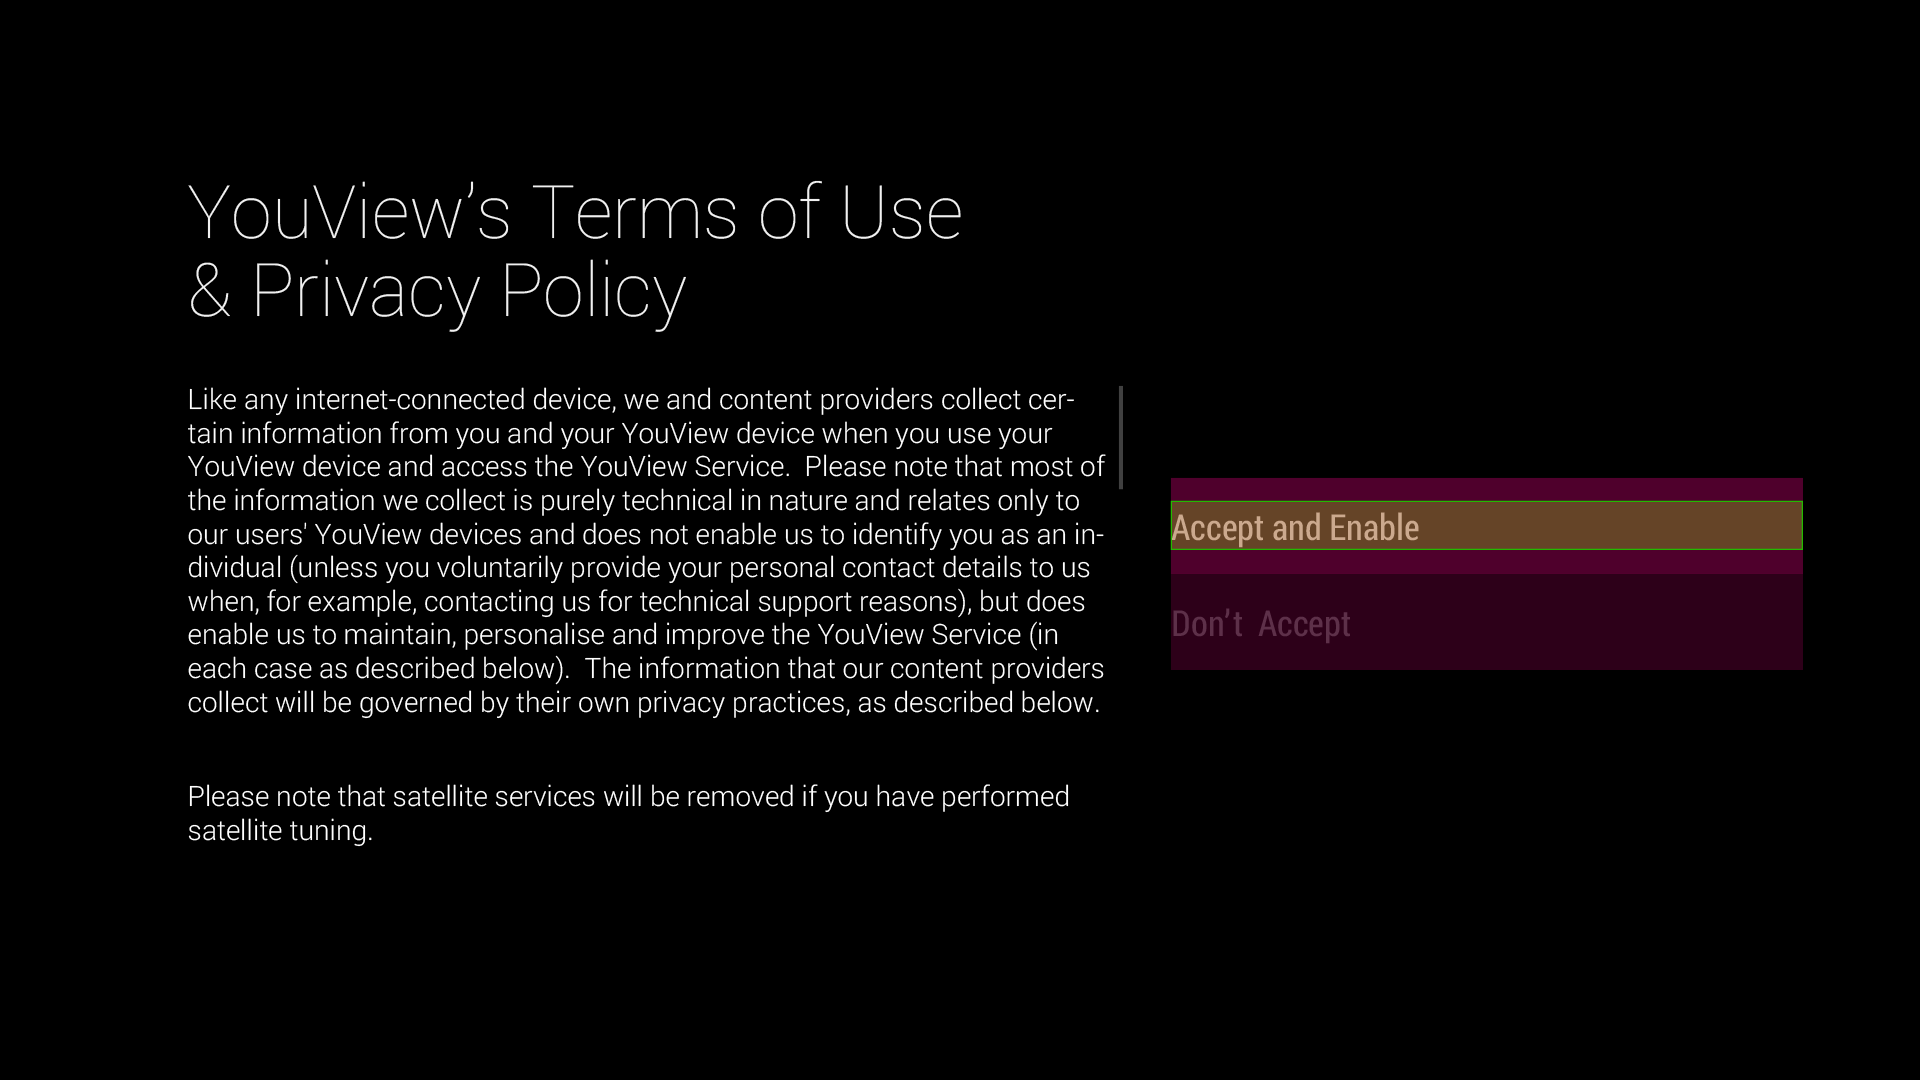 YouView’s Terms of Use
& Privacy Policy
Like any internet-connected device, we and content providers collect cer-
tain information from you and your YouView device when you use your
YouView device and access the YouView Service.  Please note that most of
the information we collect is purely technical in nature and relates only to
our users' YouView devices and does not enable us to identify you as an in-
dividual (unless you voluntarily provide your personal contact details to us
when, for example, contacting us for technical support reasons), but does
enable us to maintain, personalise and improve the YouView Service (in
each case as described below).  The information that our content providers
collect will be governed by their own privacy practices, as described below.
Please note that satellite services will be removed if you have performed
satellite tuning.
Accept and Enable
Don’t  Accept